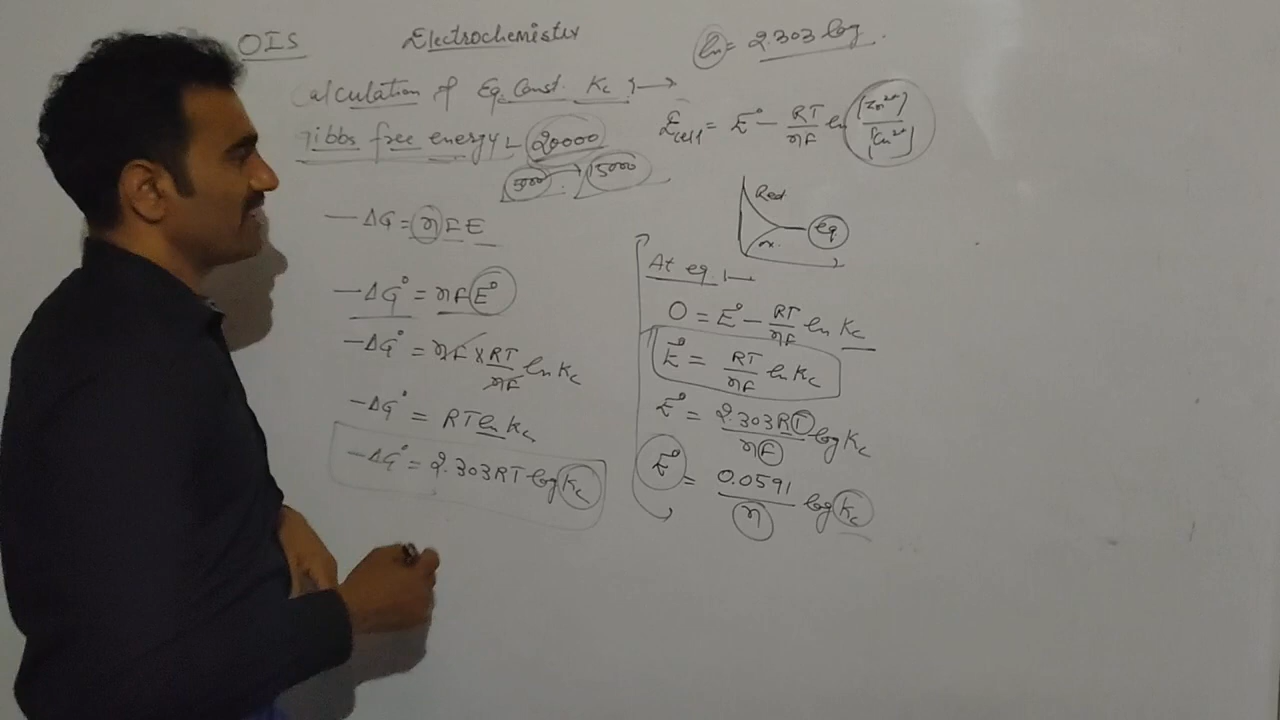 OIS
Electrochemister
ln = 2.303 log.
Calculation of Eq. Const. Kc :→
Gibbs free energy - 20000
5000 15000
-ΔG = nFE
-ΔG° = nFE°
-ΔG° = nF × RT/nF ln Kc
-ΔG° = RT ln Kc
-ΔG° = 2.303RT log Kc
Ecell = E° - RT/nF ln [Zn²⁺]/[Cu²⁺]
Red
ox.
eq
At eq :-
O = E° - RT/nF ln Kc
E° = RT/nF ln Kc
E° = 2.303RT/nF log Kc
E° = 0.0591/n log Kc